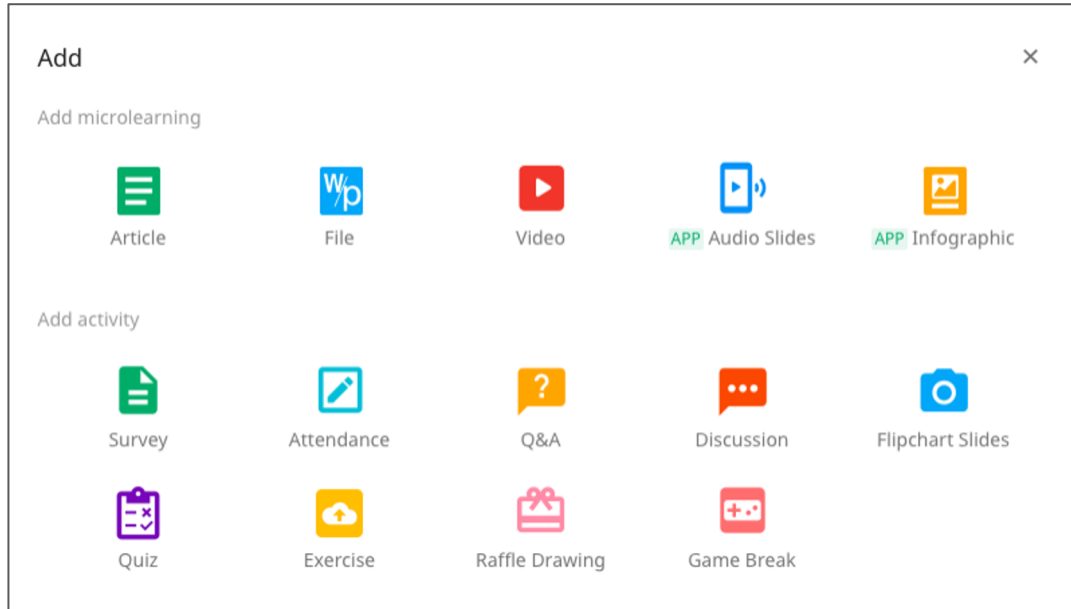 Add
Add microlearning
W/p
Article
File
Video
APP Audio Slides
APP Infographic
Add activity
?
Survey
Attendance
Q&A
Discussion
Flipchart Slides
Quiz
Exercise
Raffle Drawing
Game Break